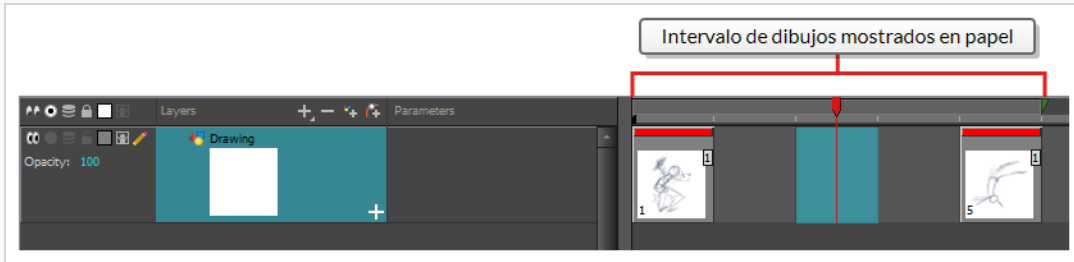 Intervalo de dibujos mostrados en papel
Layers
Parameters
Drawing
Opacity: 100
1
1
1
5